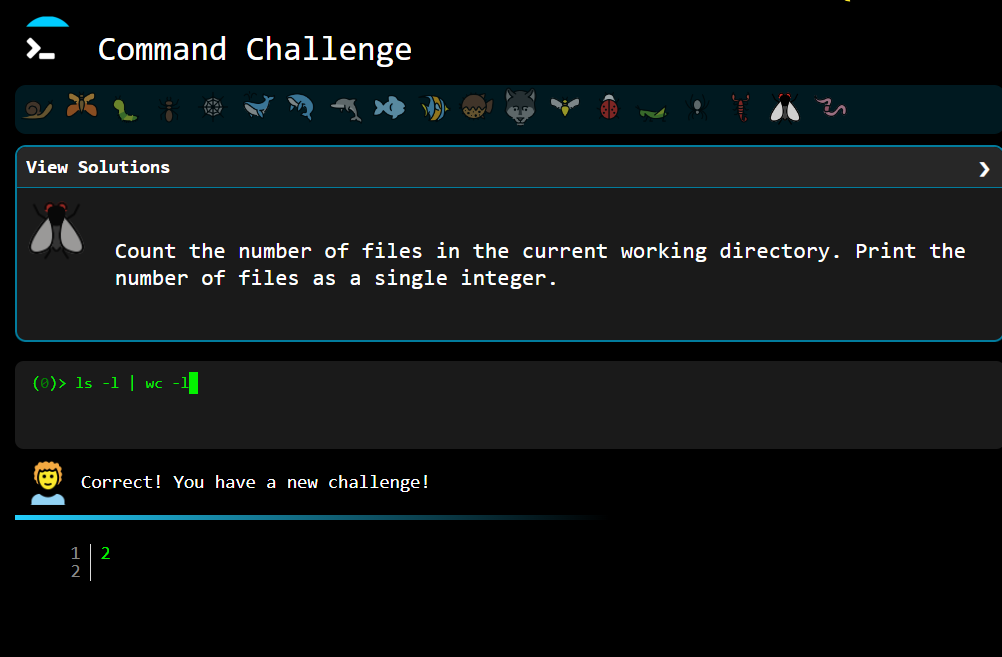 Command Challenge
View Solutions
Count the number of files in the current working directory. Print the
number of files as a single integer.
(0)> ls -l | wc -l
Correct! You have a new challenge!
1 2
2